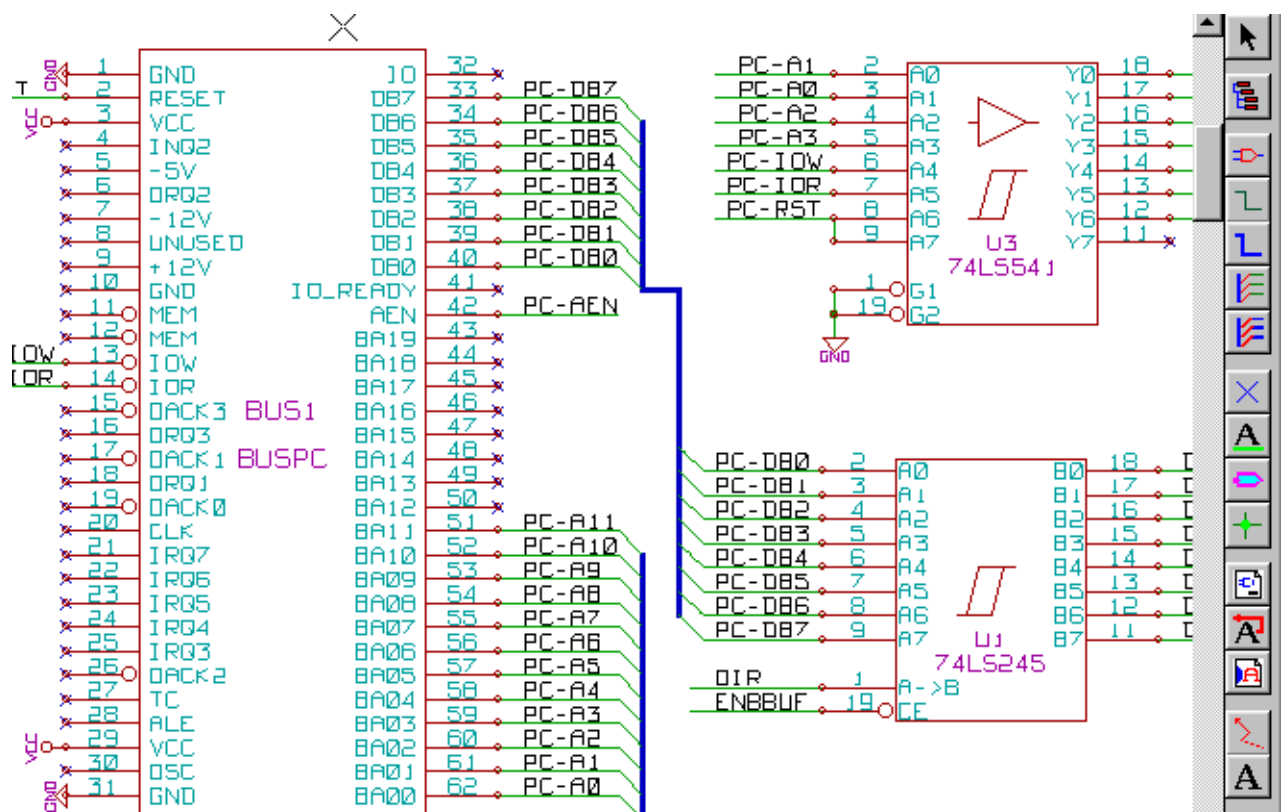 1 GND IO 32
T 2 RESET DB7 33 PC-DB7
VCC 3 VCC DB6 34 PC-DB6
4 INQ2 DB5 35 PC-DB5
5 -5V DB4 36 PC-DB4
6 DRQ2 DB3 37 PC-DB3
7 -12V DB2 38 PC-DB2
8 UNUSED DB1 39 PC-DB1
9 +12V DB0 40 PC-DB0
10 GND IO_READY 41
11 MEM AEN 42 PC-AEN
12 MEM BA19 43
IOW 13 IOW BA18 44
IOR 14 IOR BA17 45
15 DACK3 BUS1 BA16 46
16 DRQ3 BA15 47
17 DACK1 BUSPC BA14 48
18 DRQ1 BA13 49
19 DACK0 BA12 50
20 CLK BA11 51 PC-A11
21 IRQ7 BA10 52 PC-A10
22 IRQ6 BA09 53 PC-A9
23 IRQ5 BA08 54 PC-A8
24 IRQ4 BA07 55 PC-A7
25 IRQ3 BA06 56 PC-A6
26 DACK2 BA05 57 PC-A5
27 TC BA04 58 PC-A4
28 ALE BA03 59 PC-A3
VCC 29 VCC BA02 60 PC-A2
30 OSC BA01 61 PC-A1
GND 31 GND BA00 62 PC-A0
PC-A1 2 A0 Y0 18
PC-A0 3 A1 Y1 17
PC-A2 4 A2 Y2 16
PC-A3 5 A3 Y3 15
PC-IOW 6 A4 Y4 14
PC-IOR 7 A5 Y5 13
PC-RST 8 A6 Y6 12
9 A7 Y7 11
U3
74LS541
1 G1
19 G2
GND
PC-DB0 2 A0 B0 18
PC-DB1 3 A1 B1 17
PC-DB2 4 A2 B2 16
PC-DB3 5 A3 B3 15
PC-DB4 6 A4 B4 14
PC-DB5 7 A5 B5 13
PC-DB6 8 A6 B6 12
PC-DB7 9 A7 B7 11
U1
74LS245
DIR 1 A->B
ENBBUF 19 CE
A
A
A
A